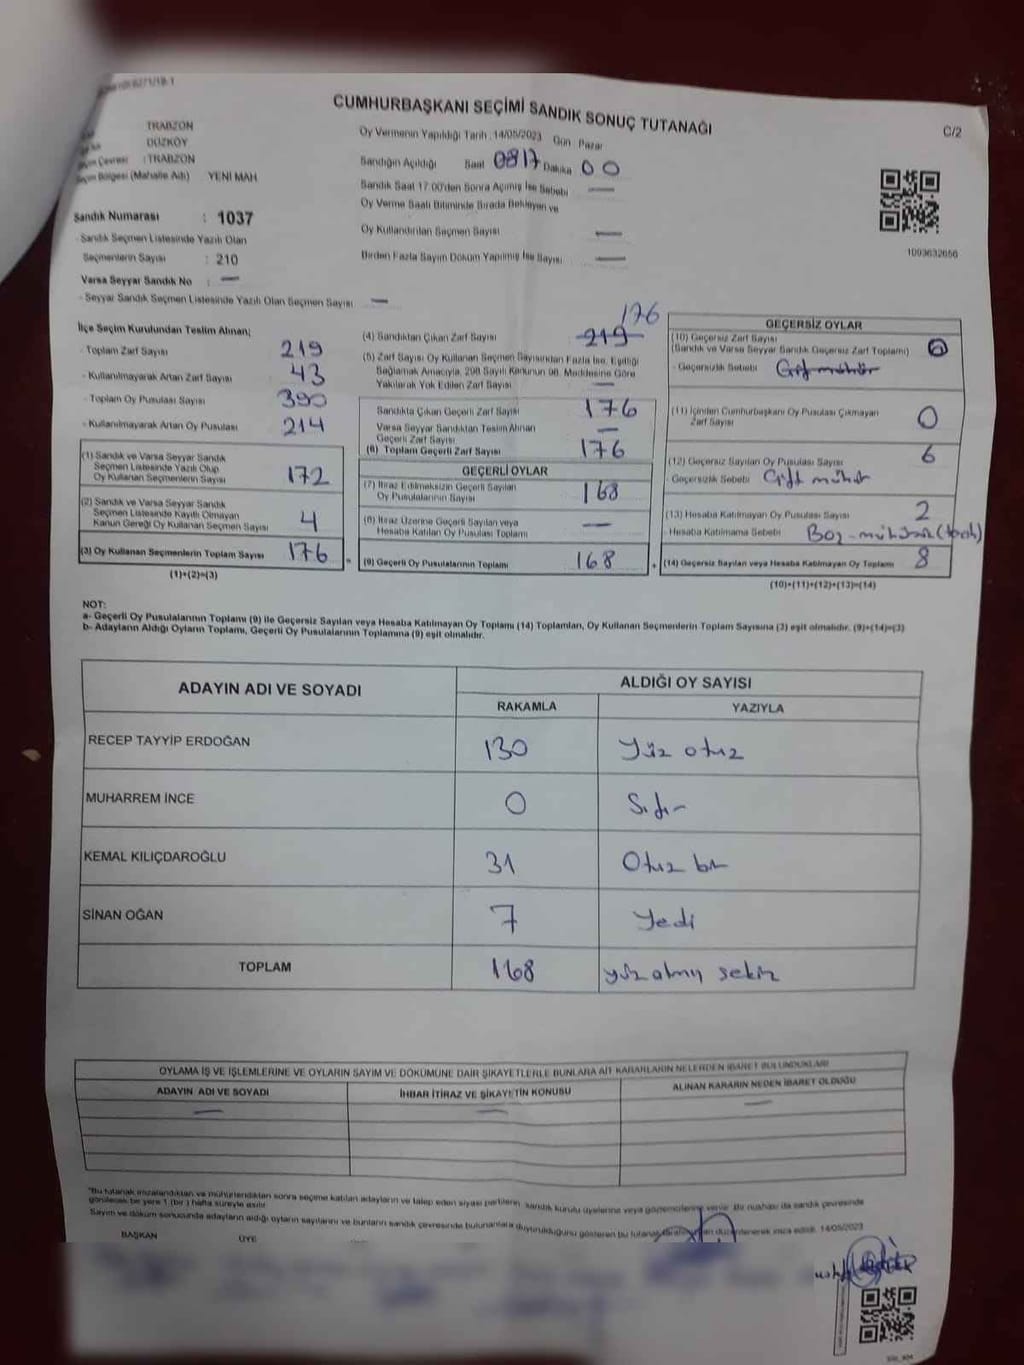 CUMHURBAŞKANI SEÇİMİ SANDIK SONUÇ TUTANAĞI
C/2
TRABZON
DÜZKÖY
Seçim Çevresi : TRABZON
Seçim Bölgesi (Mahalle Adı) YENİ MAH
Sandık Numarası : 1037
- Sandık Seçmen Listesinde Yazılı Olan
Seçmenlerin Sayısı : 210
Varsa Seyyar Sandık No : —
- Seyyar Sandık Seçmen Listesinde Yazılı Olan Seçmen Sayısı —
Oy Vermenin Yapıldığı Tarih : 14/05/2023 Gün Pazar
Sandığın Açıldığı Saat Dakika 00
Sandık Saat 17:00'den Sonra Açılmış İse Sebebi —
Oy Verme Saati Bitiminde Sırada Bekleyen ve
Oy Kullandırılan Seçmen Sayısı —
Birden Fazla Sayım Döküm Yapılmış İse Sayısı —
1093632656
İlçe Seçim Kurulundan Teslim Alınan;
- Toplam Zarf Sayısı 219
- Kullanılmayarak Artan Zarf Sayısı 43
- Toplam Oy Pusulası Sayısı 390
- Kullanılmayarak Artan Oy Pusulası 214
(1) Sandık ve Varsa Seyyar Sandık
Seçmen Listesinde Yazılı Olup
Oy Kullanan Seçmenlerin Sayısı 172
(2) Sandık ve Varsa Seyyar Sandık
Seçmen Listesinde Kayıtlı Olmayan
Kanun Gereği Oy Kullanan Seçmen Sayısı 4
(3) Oy Kullanan Seçmenlerin Toplam Sayısı 176
(1)+(2)=(3)
176
(4) Sandıktan Çıkan Zarf Sayısı 219
(5) Zarf Sayısı Oy Kullanan Seçmen Sayısından Fazla İse, Eşitliği
Sağlamak Amacıyla, 298 Sayılı Kanunun 98. Maddesine Göre
Yakılarak Yok Edilen Zarf Sayısı —
Sandıkta Çıkan Geçerli Zarf Sayısı 176
Varsa Seyyar Sandıktan Teslim Alınan
Geçerli Zarf Sayısı —
(6) Toplam Geçerli Zarf Sayısı 176
GEÇERLİ OYLAR
(7) İtiraz Edilmeksizin Geçerli Sayılan
Oy Pusulalarının Sayısı 168
(8) İtiraz Üzerine Geçerli Sayılan veya
Hesaba Katılan Oy Pusulası Toplamı —
= (9) Geçerli Oy Pusulalarının Toplamı 168
GEÇERSİZ OYLAR
(10) Geçersiz Zarf Sayısı
(Sandık ve Varsa Seyyar Sandık Geçersiz Zarf Toplamı)
- Geçersizlik Sebebi Çift mühür
(11) İçinden Cumhurbaşkanı Oy Pusulası Çıkmayan
Zarf Sayısı 0
(12) Geçersiz Sayılan Oy Pusulası Sayısı 6
- Geçersizlik Sebebi Çift mühür
(13) Hesaba Katılmayan Oy Pusulası Sayısı 2
Hesaba Katılmama Sebebi
+ (14) Geçersiz Sayılan veya Hesaba Katılmayan Oy Toplamı 8
(10)+(11)+(12)+(13)=(14)
NOT:
a- Geçerli Oy Pusulalarının Toplamı (9) ile Geçersiz Sayılan veya Hesaba Katılmayan Oy Toplamı (14) Toplamları, Oy Kullanan Seçmenlerin Toplam Sayısına (3) eşit olmalıdır. (9)+(14)=(3)
b- Adayların Aldığı Oyların Toplamı, Geçerli Oy Pusulalarının Toplamına (9) eşit olmalıdır.
ADAYIN ADI VE SOYADI ALDIĞI OY SAYISI
RAKAMLA YAZIYLA
RECEP TAYYİP ERDOĞAN 130 Yüz otuz
MUHARREM İNCE 0 Sıfır
KEMAL KILIÇDAROĞLU 31 Otuz bir
SİNAN OĞAN 7 Yedi
TOPLAM 168 yüz altmış sekiz
OYLAMA İŞ VE İŞLEMLERİNE VE OYLARIN SAYIM VE DÖKÜMÜNE DAİR ŞİKAYETLERLE BUNLARA AİT KARARLARIN NELERDEN İBARET BULUNDUKLARI
ADAYIN ADI VE SOYADI İHBAR İTİRAZ VE ŞİKAYETİN KONUSU ALINAN KARARIN NEDEN İBARET OLDUĞU
— — —
"Bu tutanak imzalandıktan ve mühürlendikten sonra seçime katılan adayların ve talep eden siyasi partilerin sandık kurulu üyelerine veya gözlemcilerine verilir. Bir nüshası da sandık çevresinde
görülecek bir yere 1 (bir) hafta süreyle asılır.
Sayım ve döküm sonucunda adayların aldığı oyların sayılarını ve bunların sandık çevresinde bulunanlara duyurulduğunu gösteren bu tutanak düzenlenerek imza edildi. 14/05/2023
BAŞKAN ÜYE